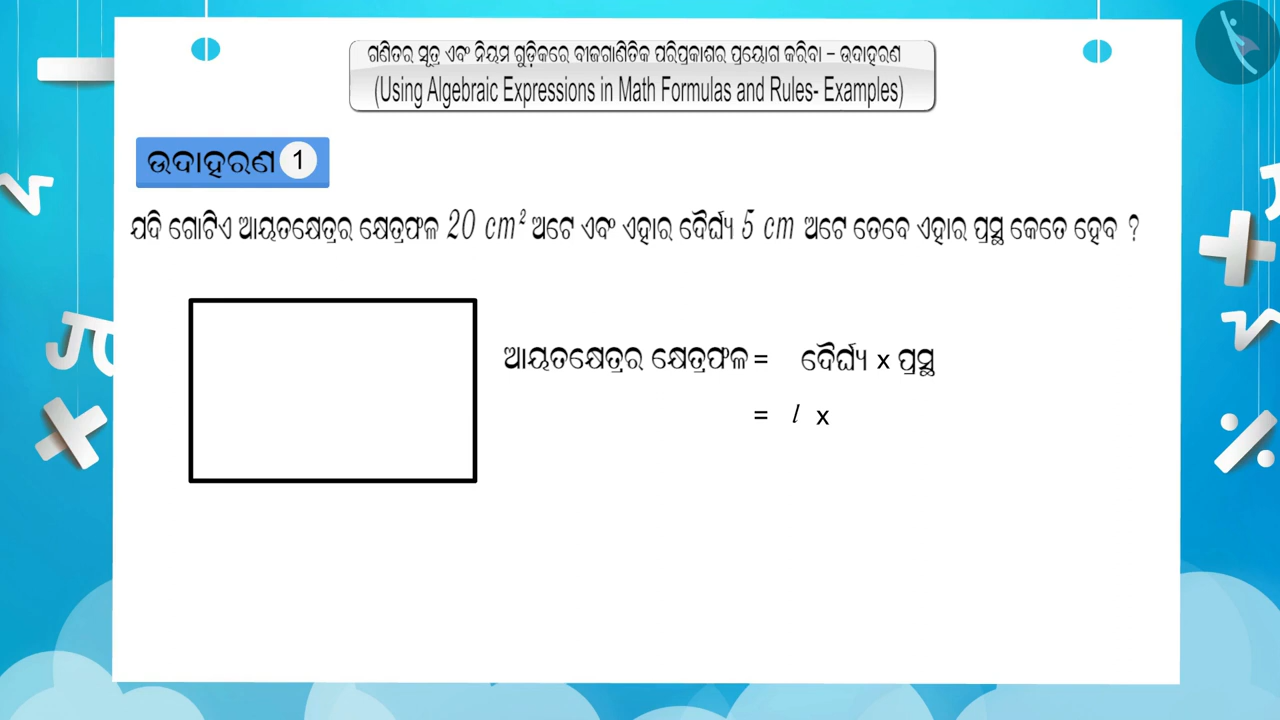 ଗଣିତର ସୂତ୍ର ଏବଂ ନିୟମ ଗୁଡ଼ିକରେ ବୀଜଗାଣିତିକ ପରିପ୍ରକାଶର ପ୍ରୟୋଗ କରିବା – ଉଦାହରଣ
(Using Algebraic Expressions in Math Formulas and Rules- Examples)
ଉଦାହରଣ 1
ଯଦି ଗୋଟିଏ ଆୟତକ୍ଷେତ୍ରର କ୍ଷେତ୍ରଫଳ 20 cm² ଅଟେ ଏବଂ ଏହାର ଦୈର୍ଘ୍ୟ 5 cm ଅଟେ ତେବେ ଏହାର ପ୍ରସ୍ଥ କେତେ ହେବ ?
ଆୟତକ୍ଷେତ୍ରର କ୍ଷେତ୍ରଫଳ = ଦୈର୍ଘ୍ୟ x ପ୍ରସ୍ଥ
= l x